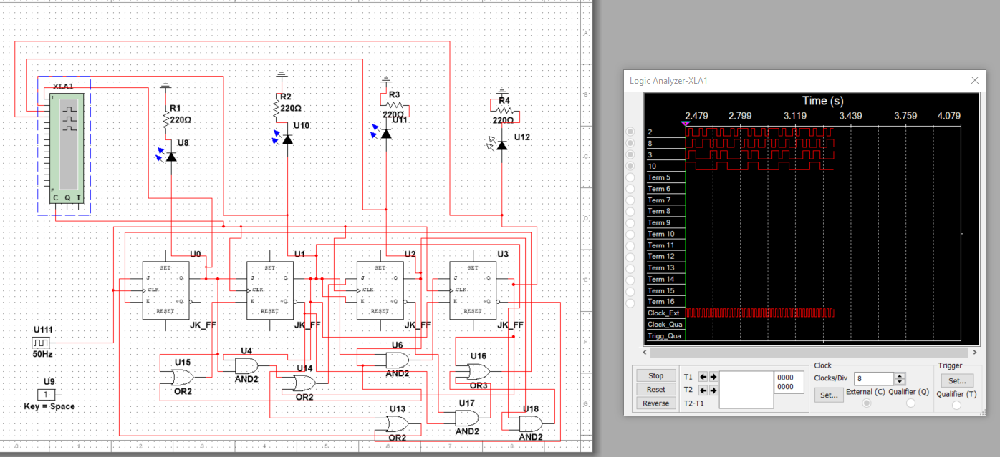 XLA1
1
F
C Q T
R1
220Ω
U8
R2
220Ω
U10
R3
220Ω
U11
R4
220Ω
U12
A
B
C
D
E
F
G
U0
SET
J Q
CLK
K ~Q
RESET
JK_FF
U1
SET
J Q
CLK
K ~Q
RESET
JK_FF
U2
SET
J Q
CLK
K ~Q
RESET
JK_FF
U3
SET
J Q
CLK
K ~Q
RESET
JK_FF
U111
50Hz
U9
1
Key = Space
U15
OR2
U4
AND2
U14
OR2
U6
AND2
U16
OR3
U13
OR2
U17
AND2
U18
AND2
0 1 2 3 4 5 6 7 8
Logic Analyzer-XLA1
Time (s)
2.479 2.799 3.119 3.439 3.759 4.079
2
8
3
10
Term 5
Term 6
Term 7
Term 8
Term 9
Term 10
Term 11
Term 12
Term 13
Term 14
Term 15
Term 16
Clock_Ext
Clock_Qua
Trigg_Qua
Stop
Reset
Reverse
T1
T2
T2-T1
0000
0000
Clock
Clocks/Div 8
Set...
External (C) Qualifier (Q)
Trigger
Set...
Qualifier (T)